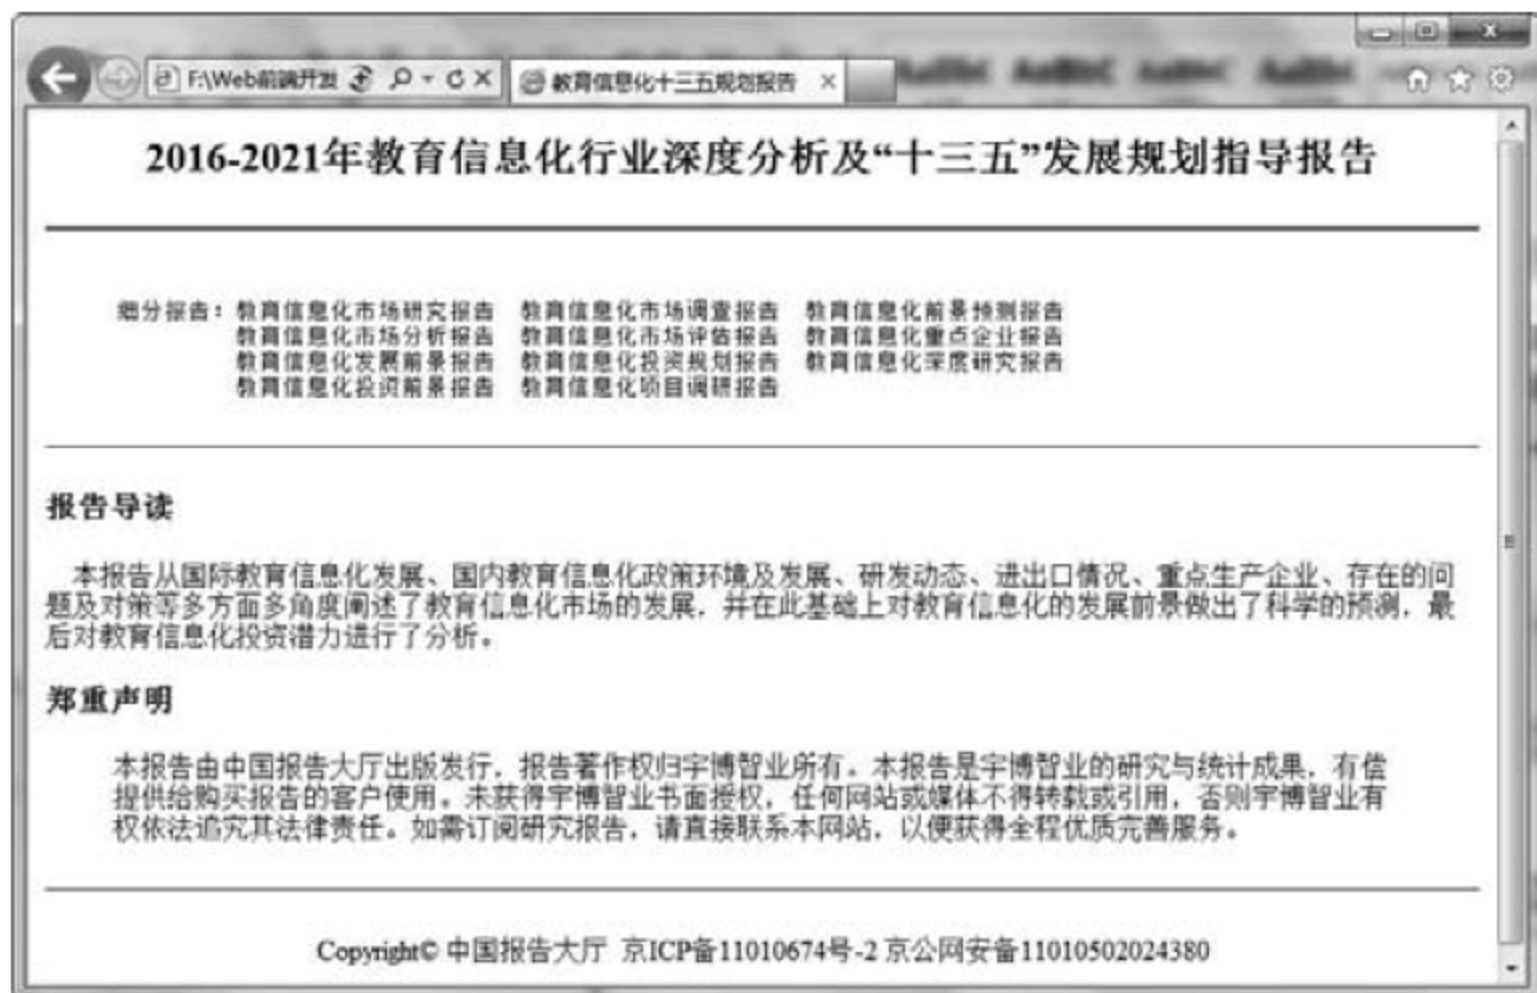 F:\Web前端开发
教育信息化十三五规划报告
2016-2021年教育信息化行业深度分析及“十三五”发展规划指导报告
细分报告：教育信息化市场研究报告 教育信息化市场调查报告 教育信息化前景预测报告
教育信息化市场分析报告 教育信息化市场评估报告 教育信息化重点企业报告
教育信息化发展前景报告 教育信息化投资规划报告 教育信息化深度研究报告
教育信息化投资前景报告 教育信息化项目调研报告
报告导读
本报告从国际教育信息化发展、国内教育信息化政策环境及发展、研发动态、进出口情况、重点生产企业、存在的问
题及对策等多方面多角度阐述了教育信息化市场的发展，并在此基础上对教育信息化的发展前景做出了科学的预测，最
后对教育信息化投资潜力进行了分析。
郑重声明
本报告由中国报告大厅出版发行，报告著作权归宇博智业所有。本报告是宇博智业的研究与统计成果，有偿
提供给购买报告的客户使用。未获得宇博智业书面授权，任何网站或媒体不得转载或引用，否则宇博智业有
权依法追究其法律责任。如需订阅研究报告，请直接联系本网站，以便获得全程优质完善服务。
Copyright© 中国报告大厅 京ICP备11010674号-2 京公网安备11010502024380